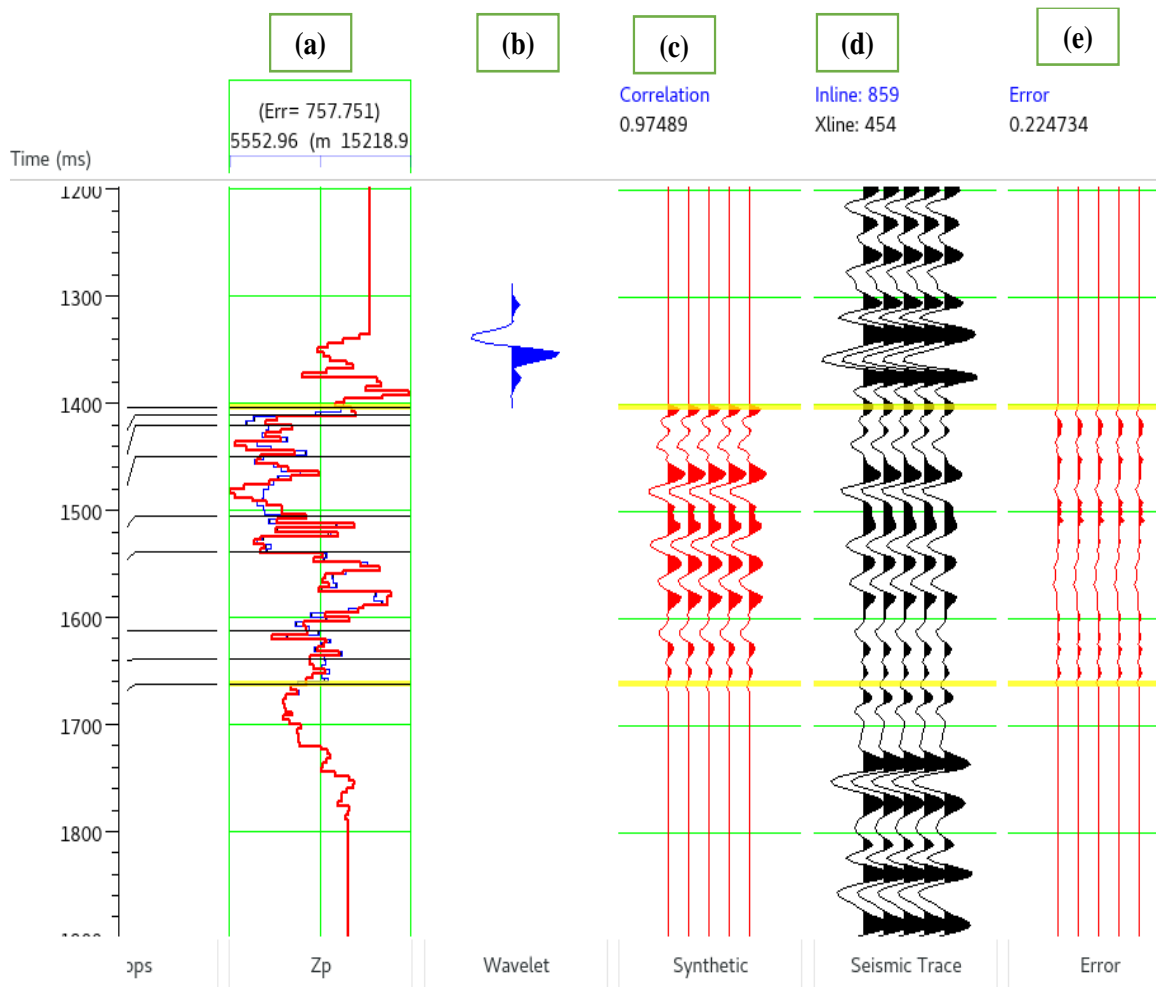 (a)
(b)
(c)
(d)
(e)
(Err= 757.751)
5552.96 (m 15218.9
Correlation
0.97489
Inline: 859
Xline: 454
Error
0.224734
Time (ms)
1200
1300
1400
1500
1600
1700
1800
ops
Zp
Wavelet
Synthetic
Seismic Trace
Error